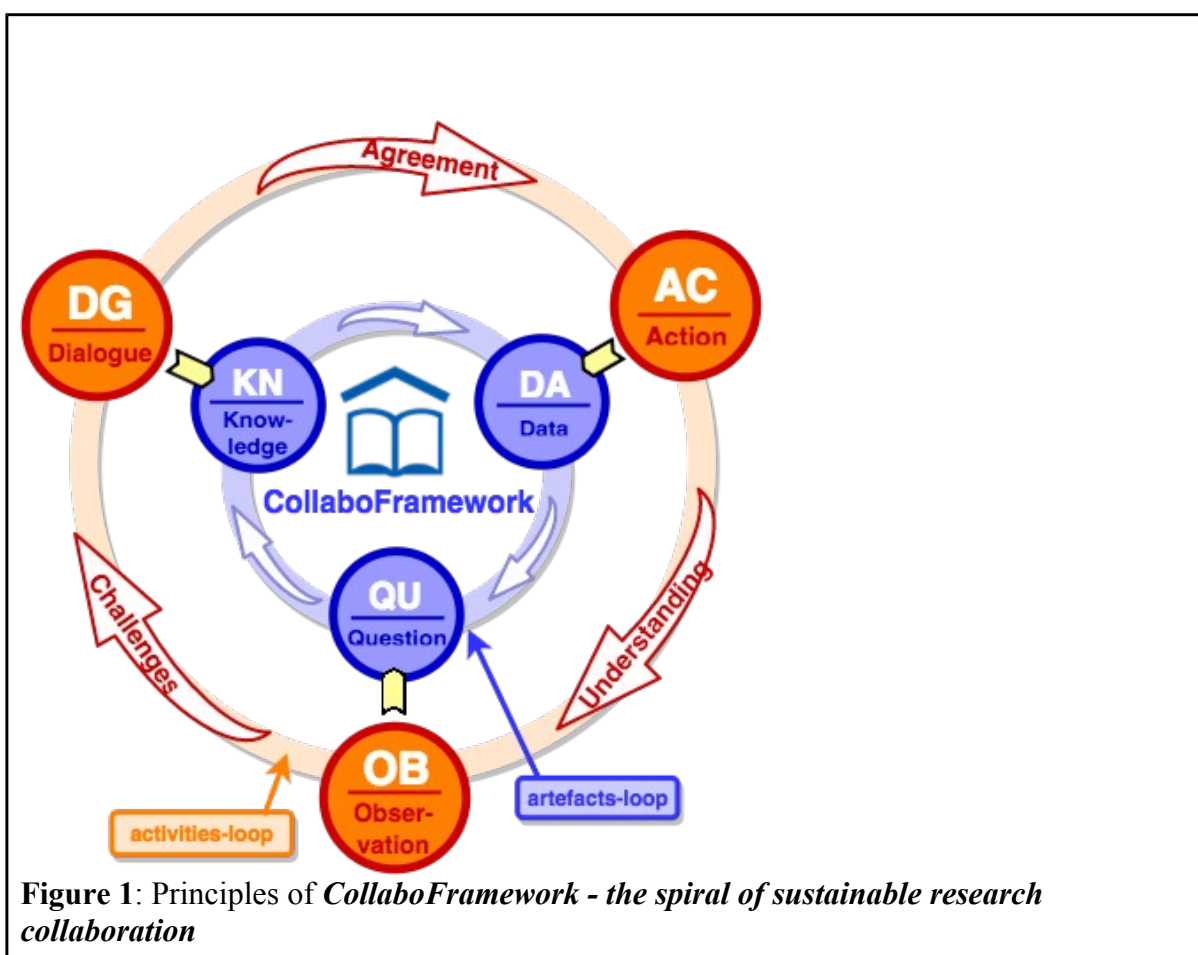 Agreement
DG
Dialogue
AC
Action
KN
Know-
ledge
DA
Data
CollaboFramework
QU
Question
Challenges
Understanding
OB
Obser-
vation
artefacts-loop
activities-loop
Figure 1: Principles of CollaboFramework - the spiral of sustainable research
collaboration